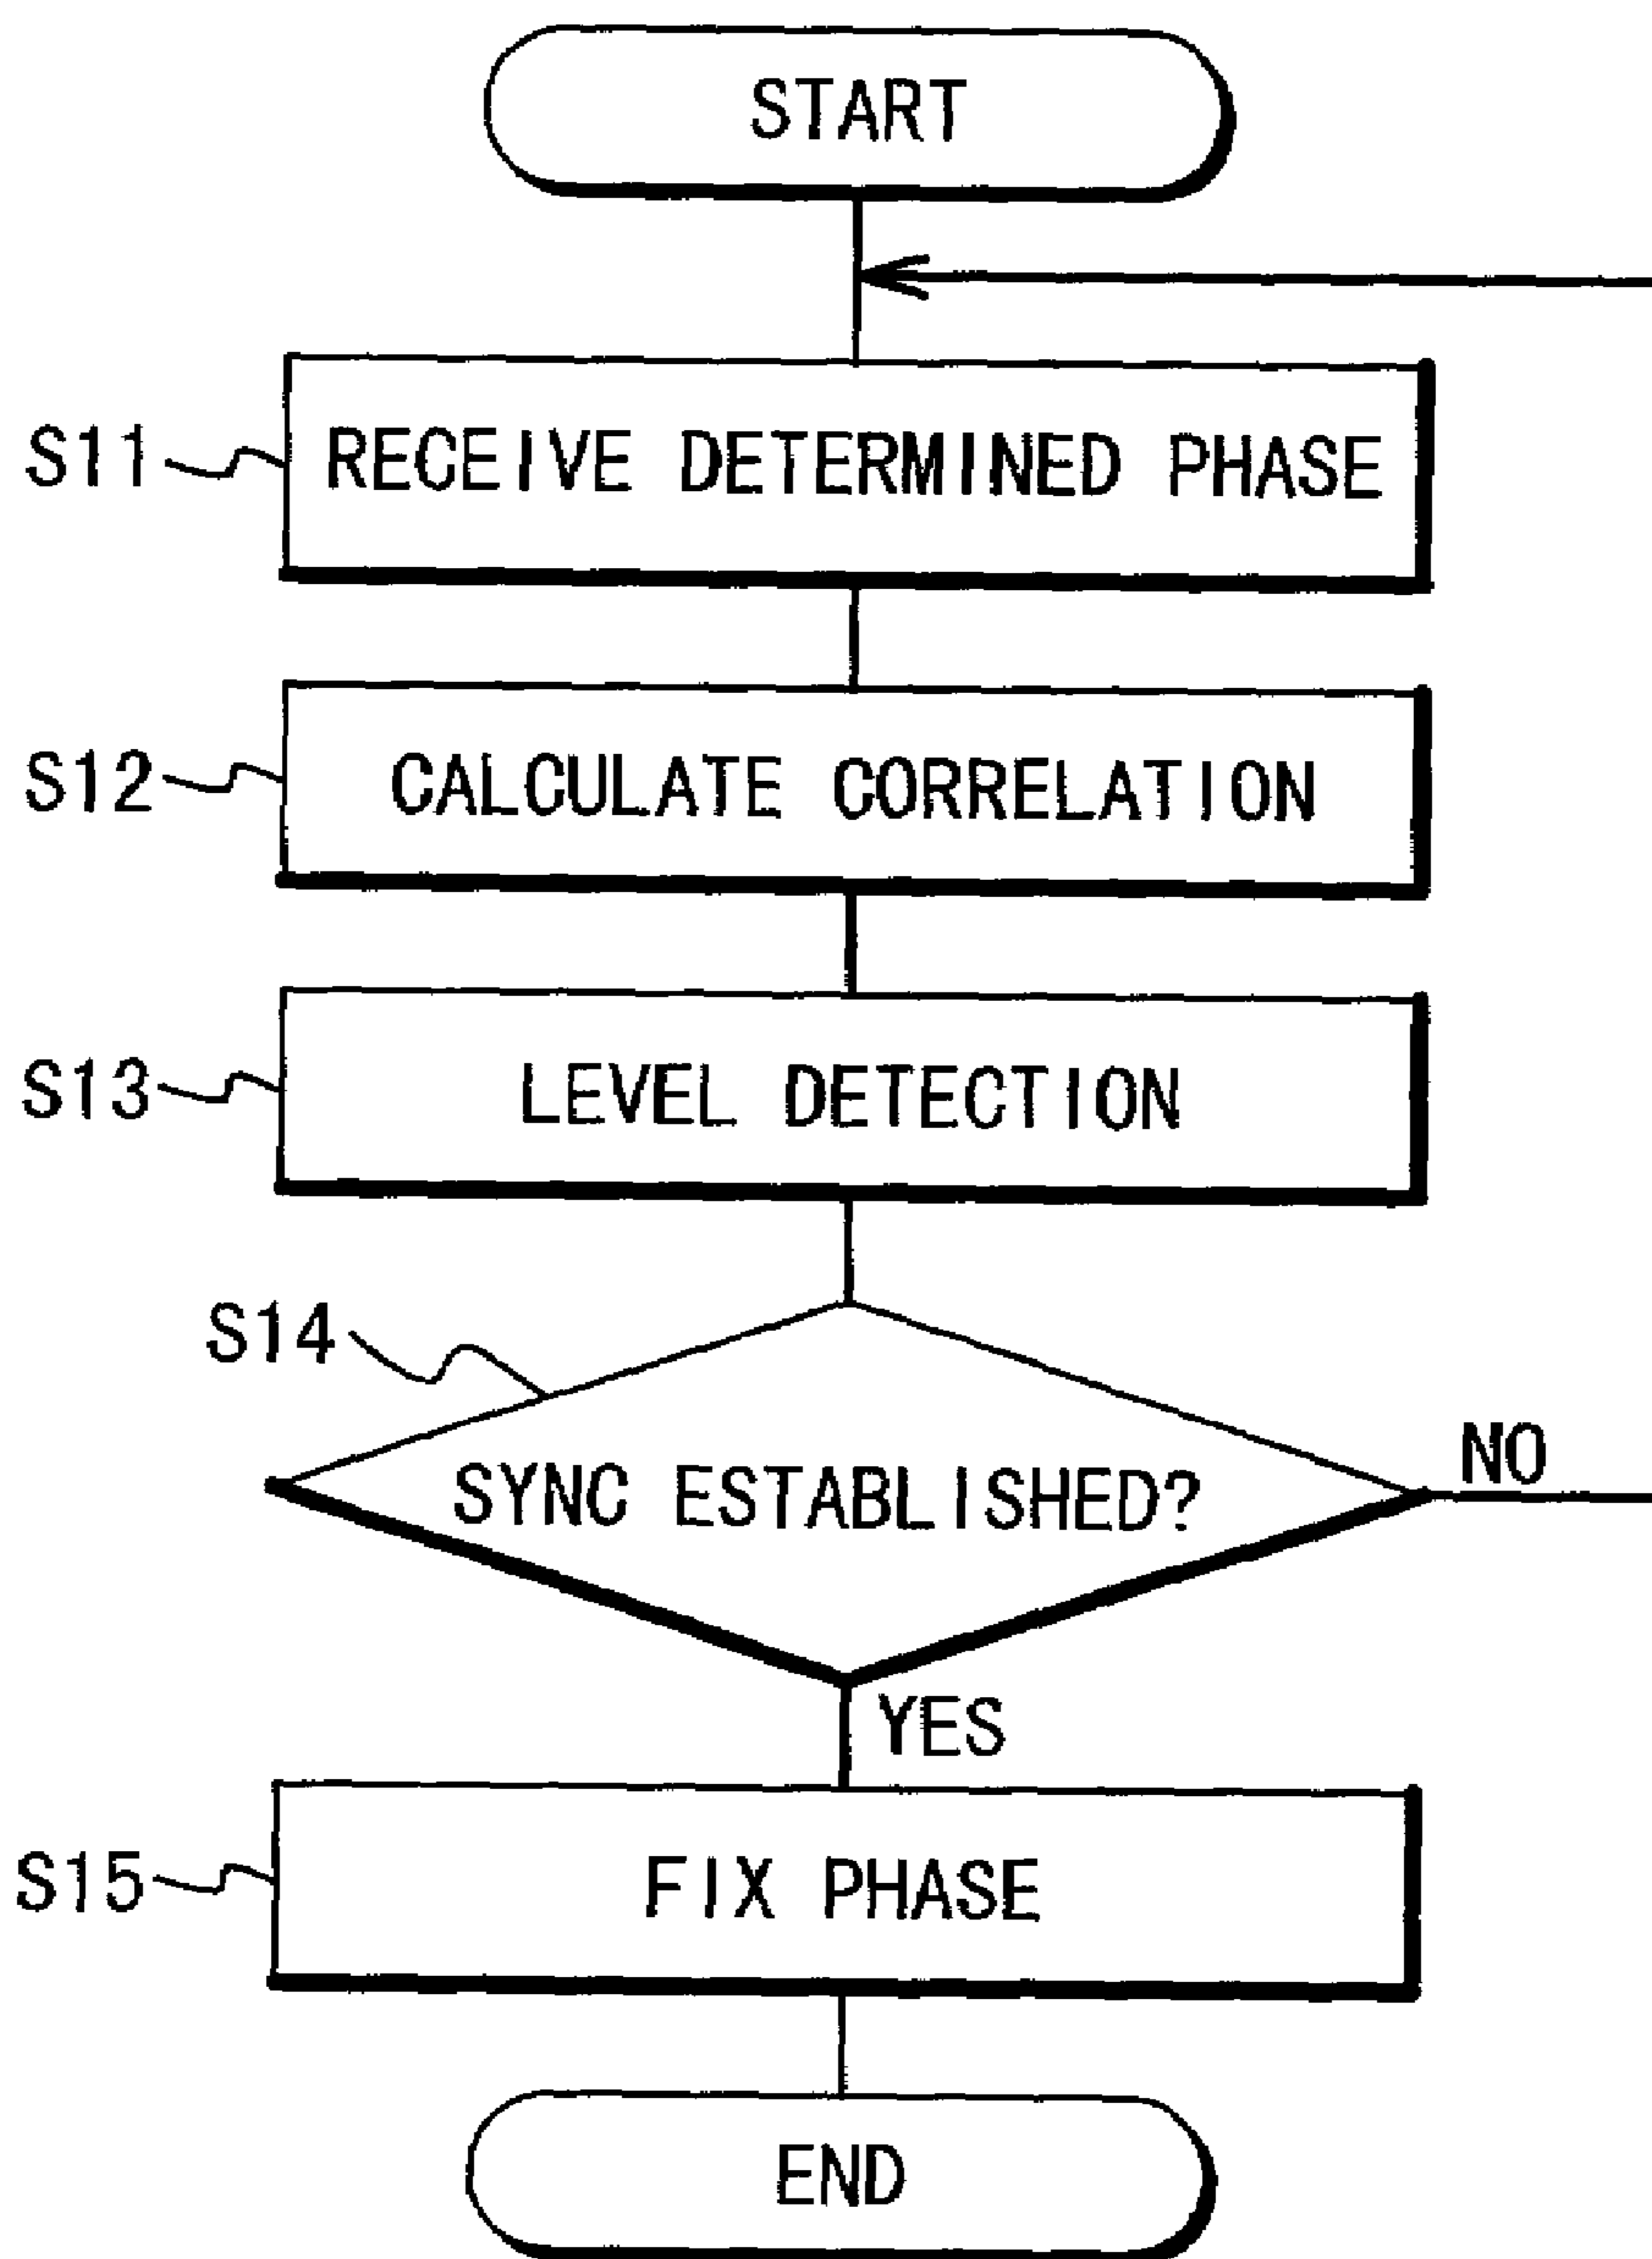 START
S11 RECEIVE DETERMINED PHASE
S12 CALCULATE CORRELATION
S13 LEVEL DETECTION
S14
SYNC ESTABLISHED?
NO
YES
S15 FIX PHASE
END